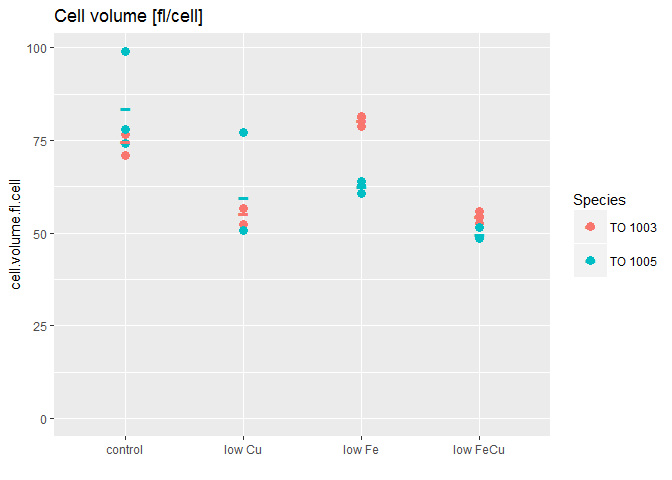 Cell volume [fl/cell]
100
75
50
25
0
cell.volume.fl.cell
control
low Cu
low Fe
low FeCu
Species
TO 1003
TO 1005